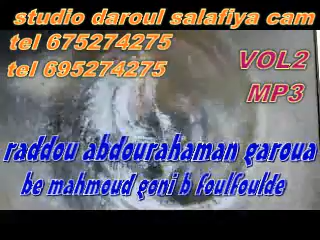 studio daroul salafiya cam
tel 675274275
tel 695274275
VOL2
MP3
raddou abdourahaman garoua
be mahmoud goni b foulfoulde